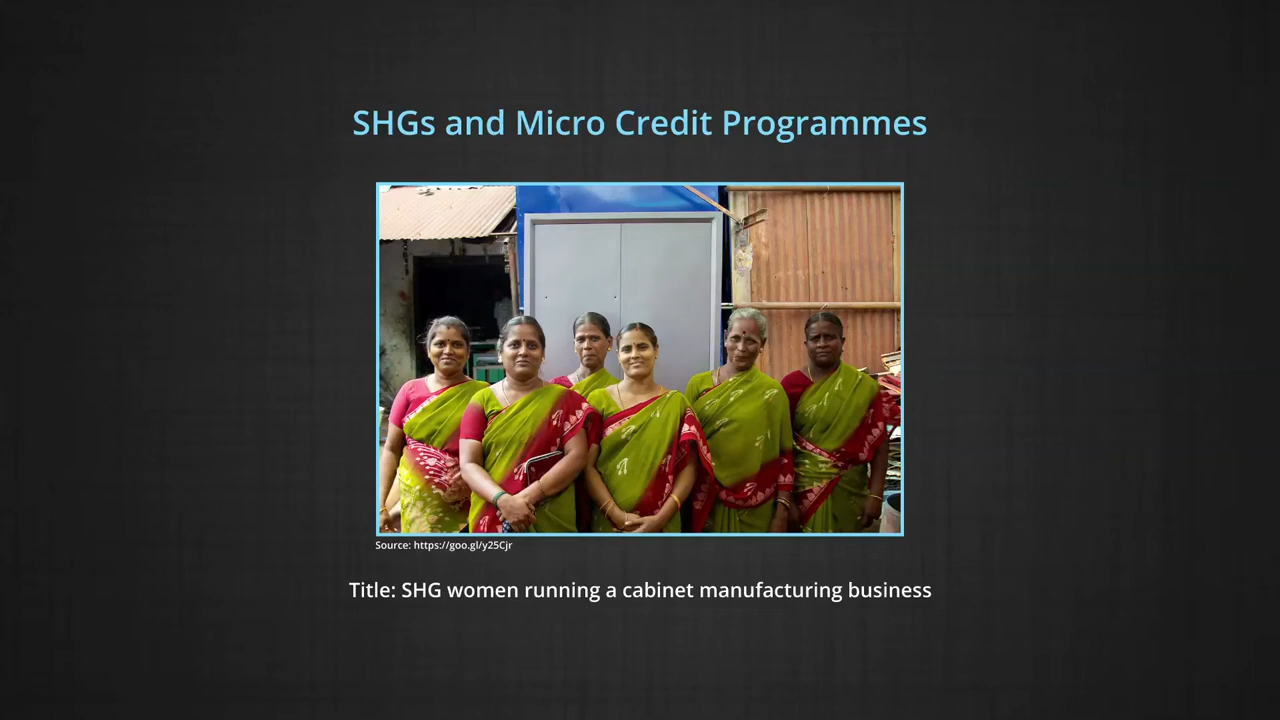 SHGs and Micro Credit Programmes
Source: https://goo.gl/y25Cjr
Title: SHG women running a cabinet manufacturing business